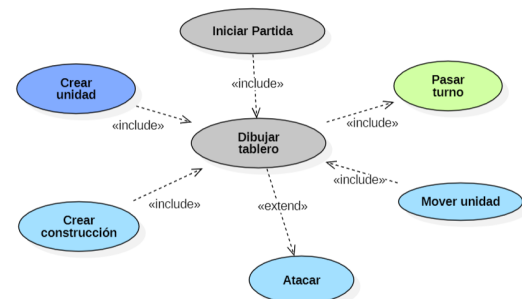 Iniciar Partida
«include»
Crear
unidad
Pasar
turno
«include»
«include»
Dibujar
tablero
«include»
«include»
Mover unidad
«extend»
Crear
construcción
Atacar